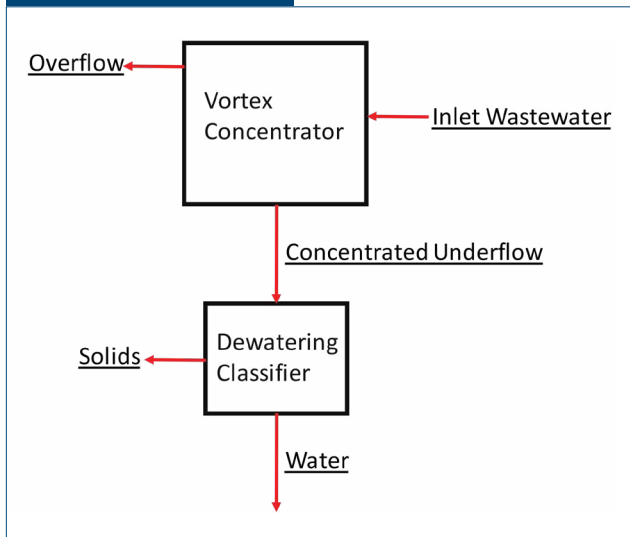 Overflow
Vortex
Concentrator
Inlet Wastewater
Concentrated Underflow
Dewatering
Classifier
Solids
Water